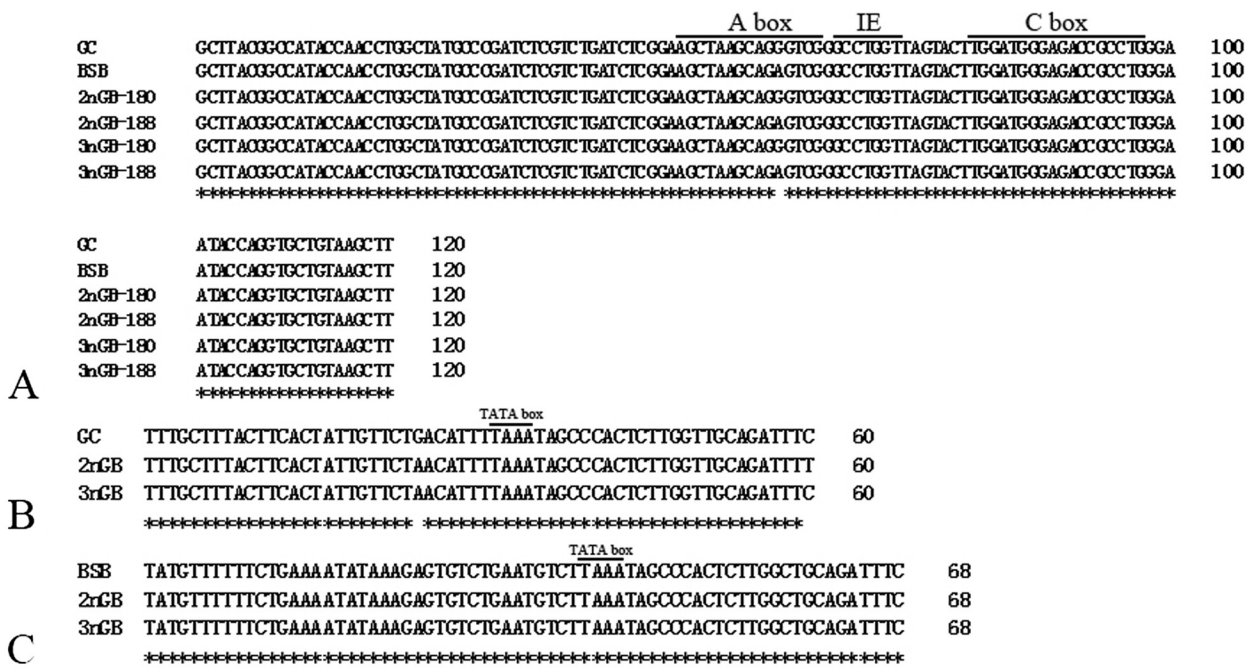 A box IE C box
GC GCTTACGGCCATACCAACCTGGCTATGCCCGATCTCGTCTGATCTCGGAAGCTAAGCAGGGTCGGGCCTGGTTAGTACTTGGATGGGAGACCGCCTGGGA 100
BSB GCTTACGGCCATACCAACCTGGCTATGCCCGATCTCGTCTGATCTCGGAAGCTAAGCAGAGTCGGGCCTGGTTAGTACTTGGATGGGAGACCGCCTGGGA 100
2nGB-180 GCTTACGGCCATACCAACCTGGCTATGCCCGATCTCGTCTGATCTCGGAAGCTAAGCAGGGTCGGGCCTGGTTAGTACTTGGATGGGAGACCGCCTGGGA 100
2nGB-188 GCTTACGGCCATACCAACCTGGCTATGCCCGATCTCGTCTGATCTCGGAAGCTAAGCAGAGTCGGGCCTGGTTAGTACTTGGATGGGAGACCGCCTGGGA 100
3nGB-180 GCTTACGGCCATACCAACCTGGCTATGCCCGATCTCGTCTGATCTCGGAAGCTAAGCAGGGTCGGGCCTGGTTAGTACTTGGATGGGAGACCGCCTGGGA 100
3nGB-188 GCTTACGGCCATACCAACCTGGCTATGCCCGATCTCGTCTGATCTCGGAAGCTAAGCAGAGTCGGGCCTGGTTAGTACTTGGATGGGAGACCGCCTGGGA 100
*********************************************************** ****************************************
GC ATACCAGGTGCTGTAAGCTT 120
BSB ATACCAGGTGCTGTAAGCTT 120
2nGB-180 ATACCAGGTGCTGTAAGCTT 120
2nGB-188 ATACCAGGTGCTGTAAGCTT 120
3nGB-180 ATACCAGGTGCTGTAAGCTT 120
3nGB-188 ATACCAGGTGCTGTAAGCTT 120
********************
A
TATA box
GC TTTGCTTTACTTCACTATTGTTCTGACATTTTAAATAGCCCACTCTTGGTTGCAGATTTC 60
2nGB TTTGCTTTACTTCACTATTGTTCTAACATTTTAAATAGCCCACTCTTGGTTGCAGATTTT 60
3nGB TTTGCTTTACTTCACTATTGTTCTAACATTTTAAATAGCCCACTCTTGGTTGCAGATTTC 60
************************ **********************************
B
TATA box
BSB TATGTTTTTTCTGAAAATATAAAGAGTGTCTGAATGTCTTAAATAGCCCACTCTTGGCTGCAGATTTC 68
2nGB TATGTTTTTTCTGAAAATATAAAGAGTGTCTGAATGTCTTAAATAGCCCACTCTTGGCTGCAGATTTC 68
3nGB TATGTTTTTTCTGAAAATATAAAGAGTGTCTGAATGTCTTAAATAGCCCACTCTTGGCTGCAGATTTC 68
********************************************************************
C